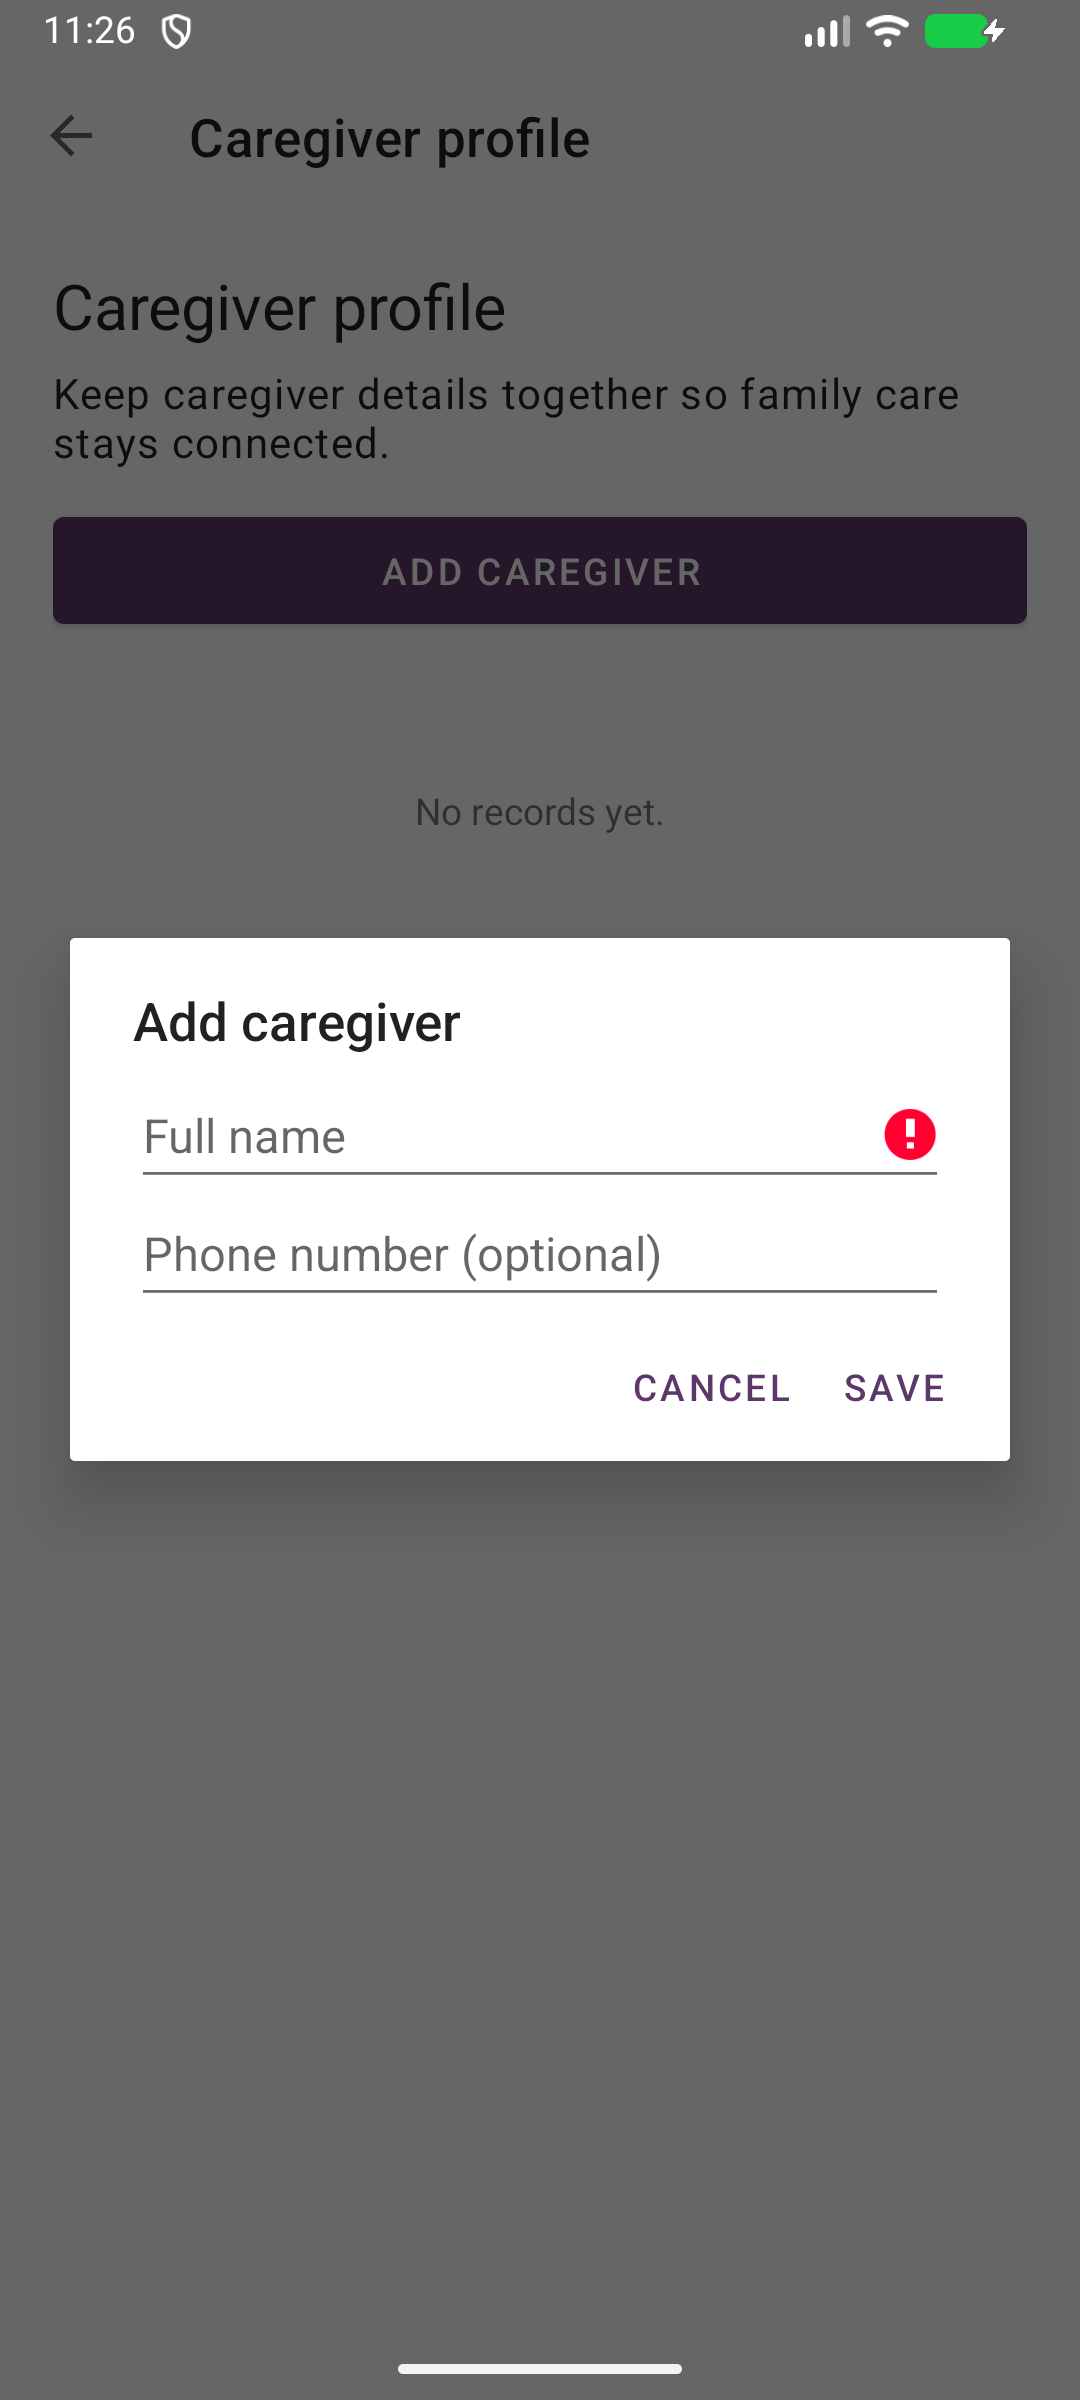 11:26
Caregiver profile
Caregiver profile
Keep caregiver details together so family care
stays connected.
ADD CAREGIVER
No records yet.
Add caregiver
Full name
Phone number (optional)
CANCEL SAVE